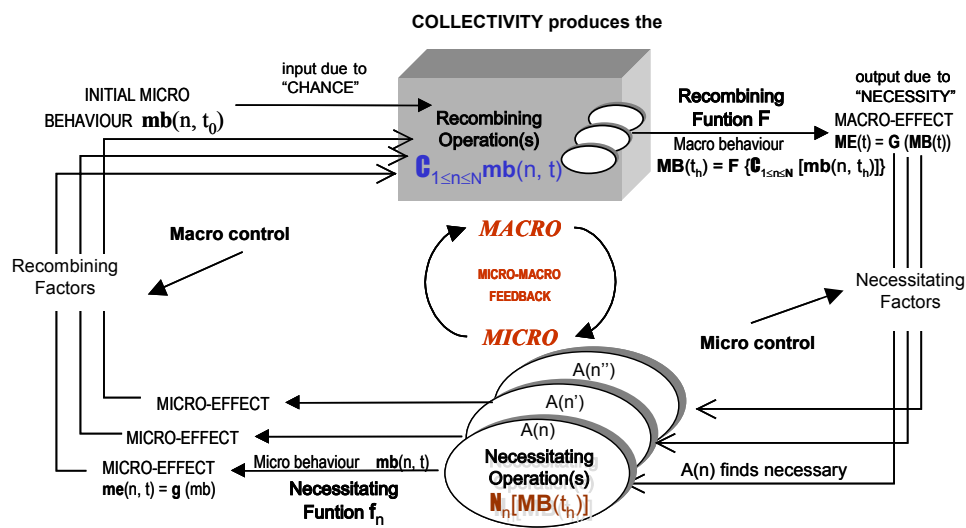 COLLECTIVITY produces the
input due to
“CHANCE”
INITIAL MICRO
BEHAVIOUR mb(n, t₀)
Recombining
Operation(s)
C₁≤n≤N mb(n, t)
Recombining
Funtion F
Macro behaviour
MB(tₕ) = F {C₁≤n≤N [mb(n, tₕ)]}
output due to
“NECESSITY”
MACRO-EFFECT
ME(t) = G (MB(t))
Macro control
Recombining
Factors
MACRO
MICRO-MACRO
FEEDBACK
MICRO
Necessitating
Factors
Micro control
A(n’’)
A(n’)
A(n)
MICRO-EFFECT
MICRO-EFFECT
MICRO-EFFECT
me(n, t) = g (mb)
Micro behaviour mb(n, t)
Necessitating
Funtion fₙ
Necessitating
Operation(s)
Nₙ[MB(tₕ)]
A(n) finds necessary